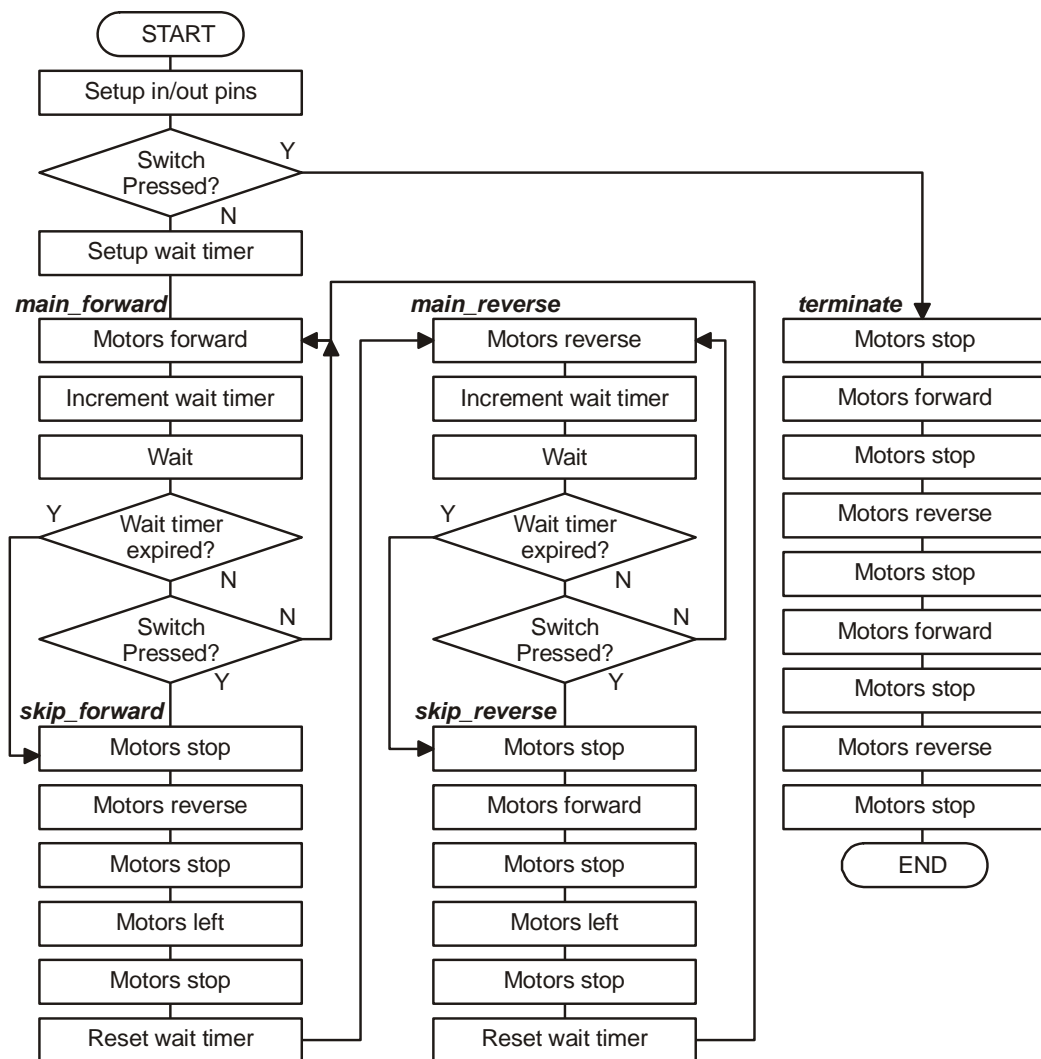 START
Setup in/out pins
Y
Switch
Pressed?
N
Setup wait timer
main_forward
Motors forward
Increment wait timer
Wait
Y
Wait timer
expired?
N
N
Switch
Pressed?
Y
skip_forward
Motors stop
Motors reverse
Motors stop
Motors left
Motors stop
Reset wait timer
main_reverse
Motors reverse
Increment wait timer
Wait
Y
Wait timer
expired?
N
N
Switch
Pressed?
Y
skip_reverse
Motors stop
Motors forward
Motors stop
Motors left
Motors stop
Reset wait timer
terminate
Motors stop
Motors forward
Motors stop
Motors reverse
Motors stop
Motors forward
Motors stop
Motors reverse
Motors stop
END